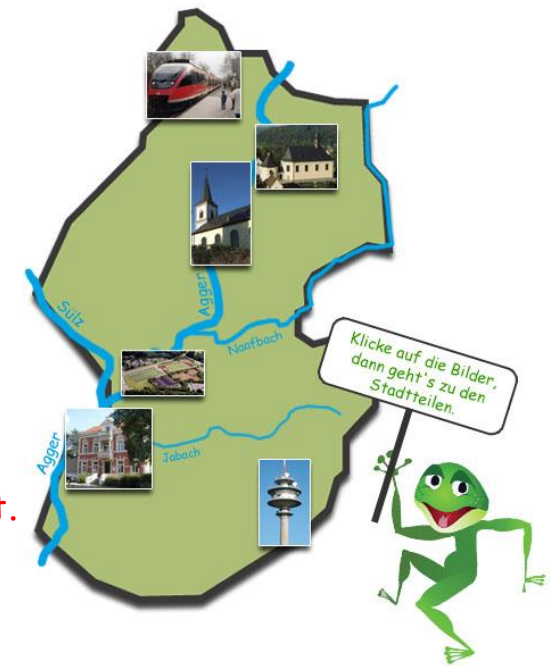 Sülz
Agger
Naafbach
Klicke auf die Bilder,
dann geht's zu den
Stadtteilen.
Agger
Jabach
t.